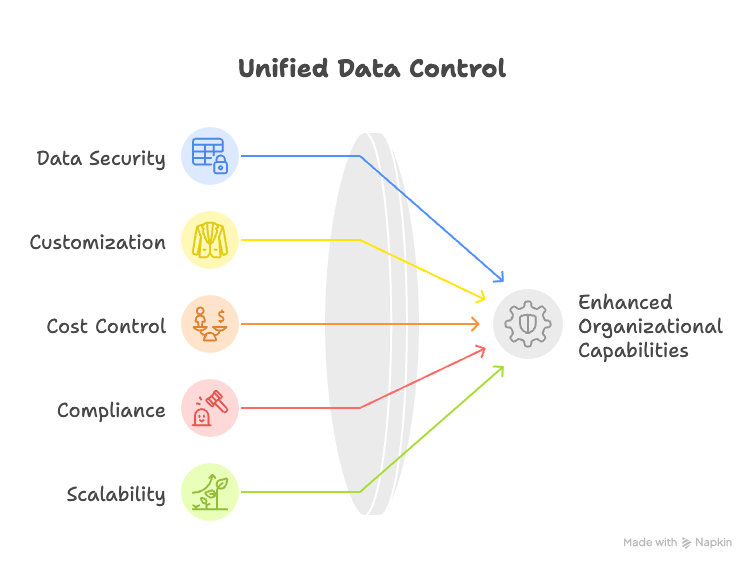 Unified Data Control
Data Security
Customization
Cost Control
$
Compliance
Scalability
Enhanced
Organizational
Capabilities
Made with Napkin